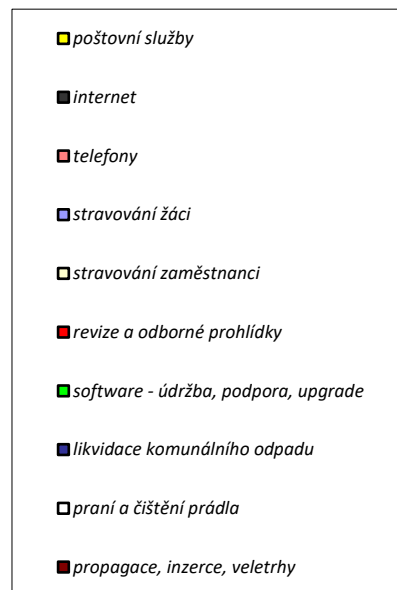 poštovní služby
internet
telefony
stravování žáci
stravování zaměstnanci
revize a odborné prohlídky
software - údržba, podpora, upgrade
likvidace komunálního odpadu
praní a čištění prádla
propagace, inzerce, veletrhy